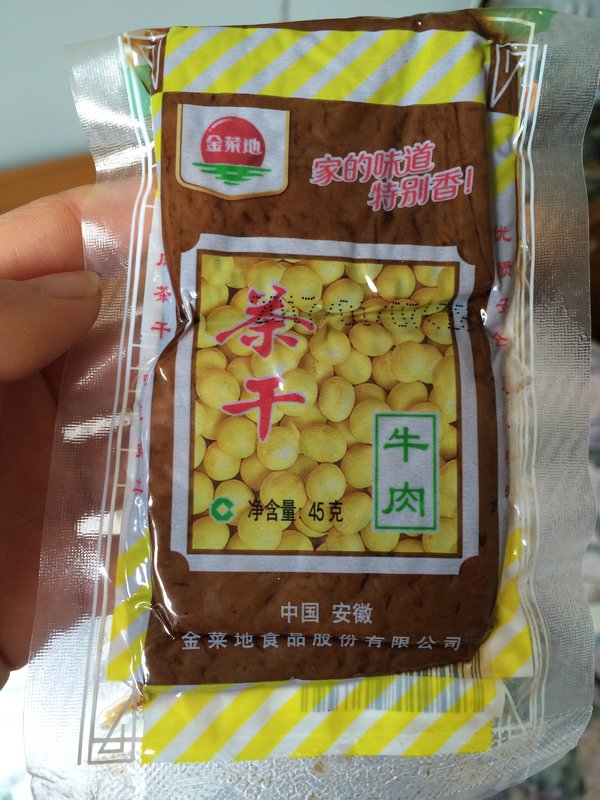 金菜地
家的味道
特别香!
茶干
牛肉
净含量: 45克
中国 安徽
金菜地食品股份有限公司